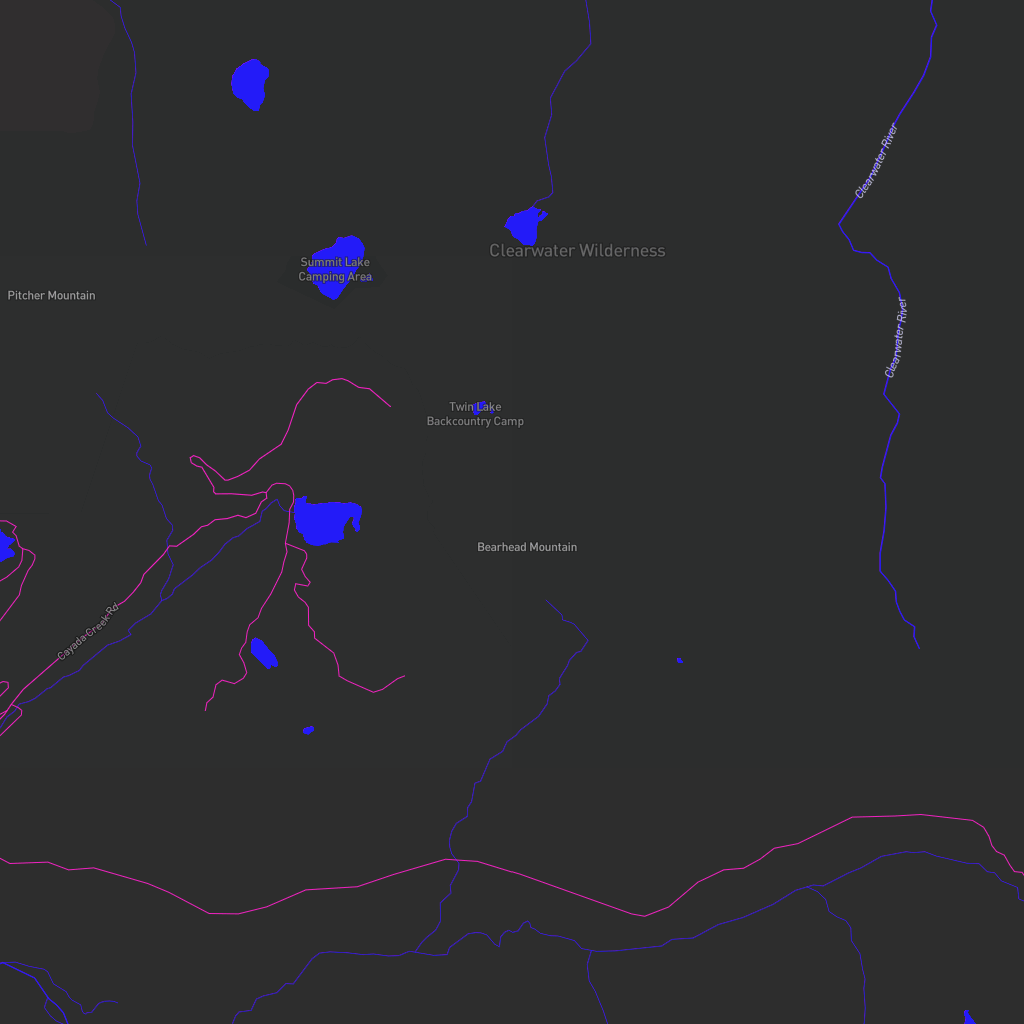 Clearwater River
Clearwater Wilderness
Summit Lake
Camping Area
Pitcher Mountain
Clearwater River
Twin Lake
Backcountry Camp
Bearhead Mountain
Cayada Creek Rd